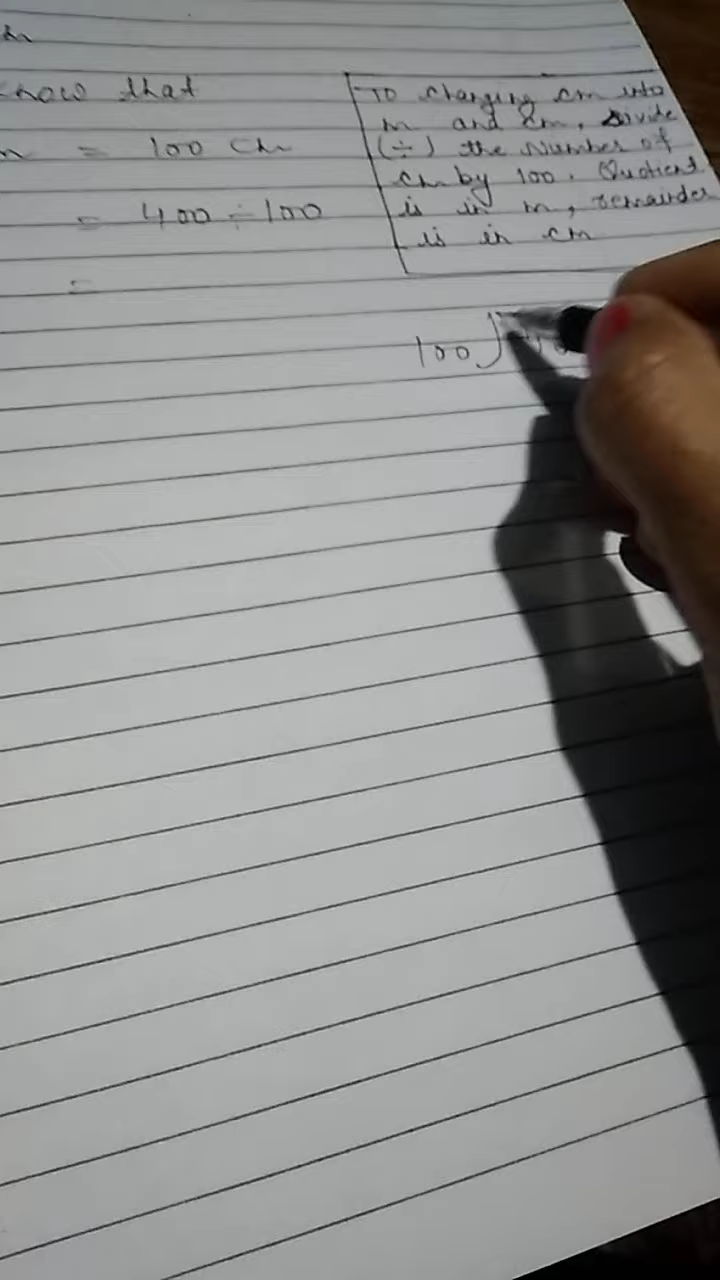 know that
m = 100 cm
= 400 ÷ 100
=
To changing cm into
m and cm, divide
(÷) the number of
cm by 100. Quotient
is in m, remainder
is in cm
100